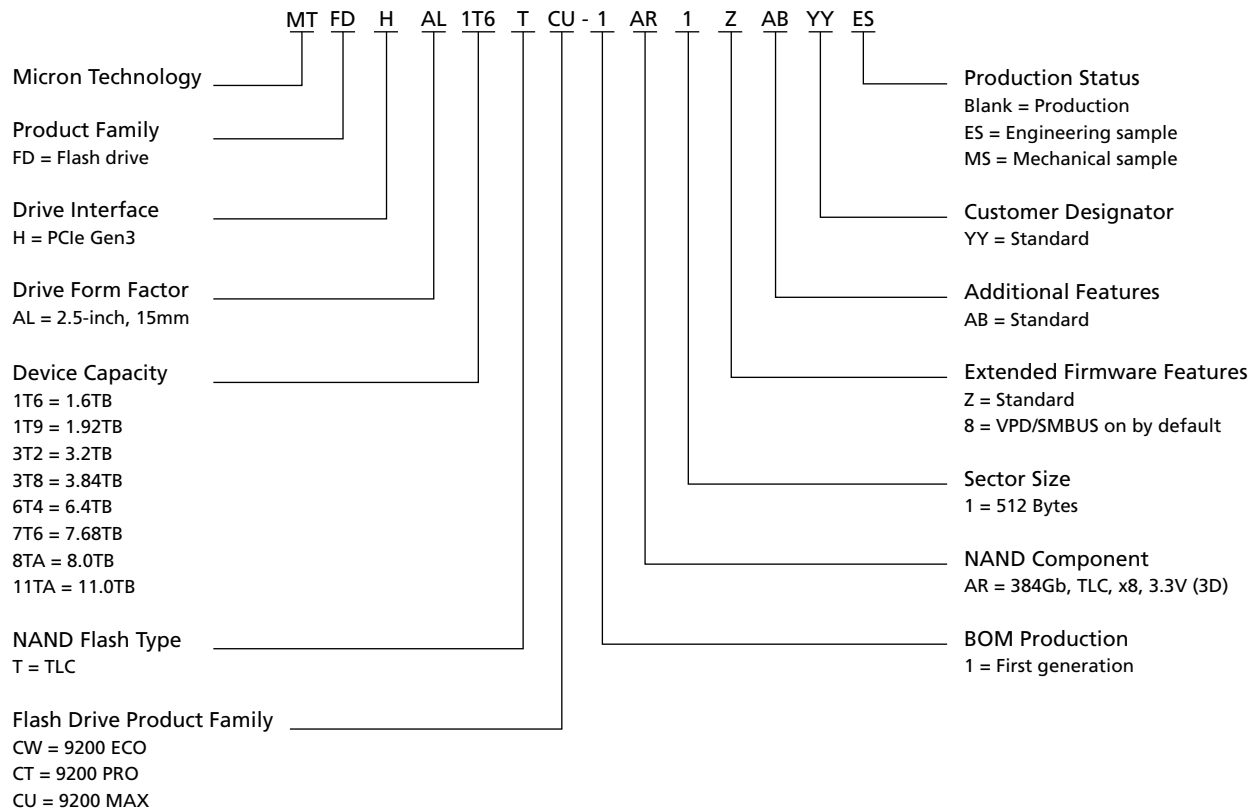 MT FD H AL 1T6 T CU - 1 AR 1 Z AB YY ES
Micron Technology
Product Family
FD = Flash drive
Drive Interface
H = PCIe Gen3
Drive Form Factor
AL = 2.5-inch, 15mm
Device Capacity
1T6 = 1.6TB
1T9 = 1.92TB
3T2 = 3.2TB
3T8 = 3.84TB
6T4 = 6.4TB
7T6 = 7.68TB
8TA = 8.0TB
11TA = 11.0TB
NAND Flash Type
T = TLC
Flash Drive Product Family
CW = 9200 ECO
CT = 9200 PRO
CU = 9200 MAX
Production Status
Blank = Production
ES = Engineering sample
MS = Mechanical sample
Customer Designator
YY = Standard
Additional Features
AB = Standard
Extended Firmware Features
Z = Standard
8 = VPD/SMBUS on by default
Sector Size
1 = 512 Bytes
NAND Component
AR = 384Gb, TLC, x8, 3.3V (3D)
BOM Production
1 = First generation